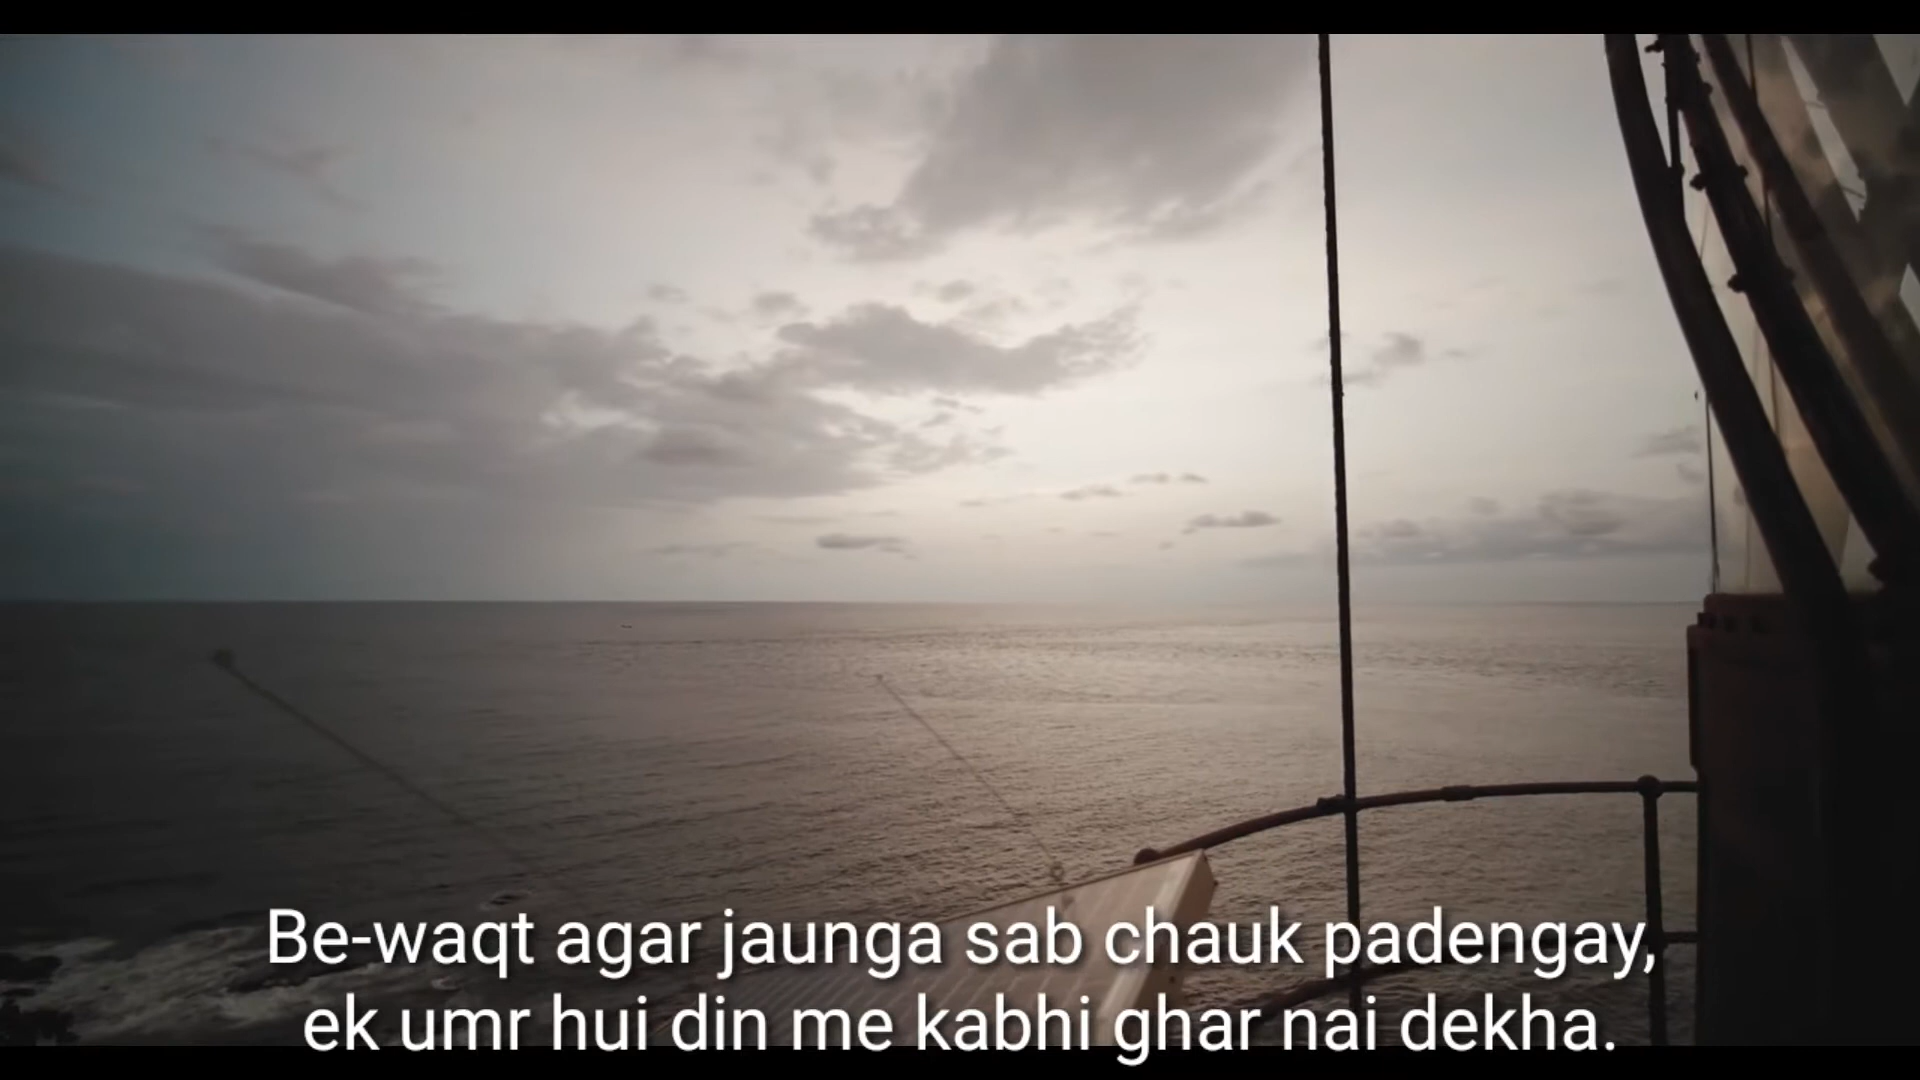 Be-waqt agar jaunga sab chauk padengay,
ek umr hui din me kabhi ghar nai dekha.